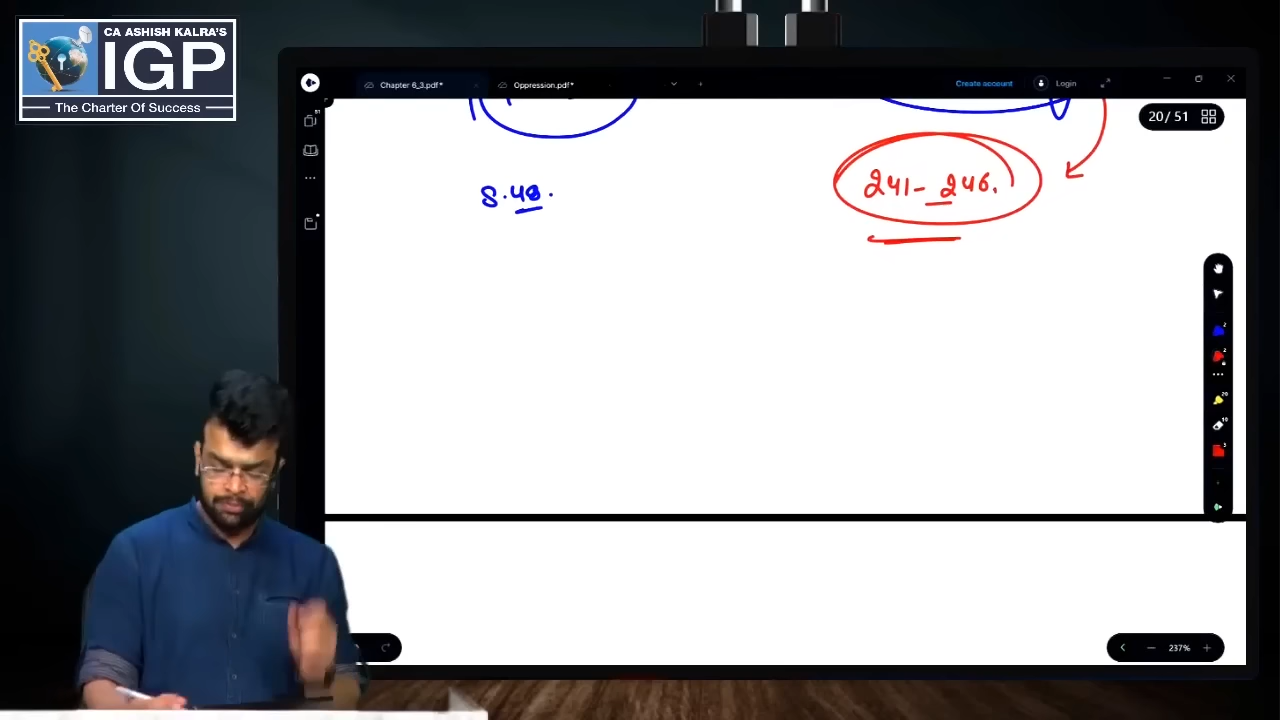 CA ASHISH KALRA'S
IGP
The Charter Of Success
Chapter 6_3.pdf*
Oppression.pdf*
Create account
Login
20 / 51
S.48.
241-246.
237%